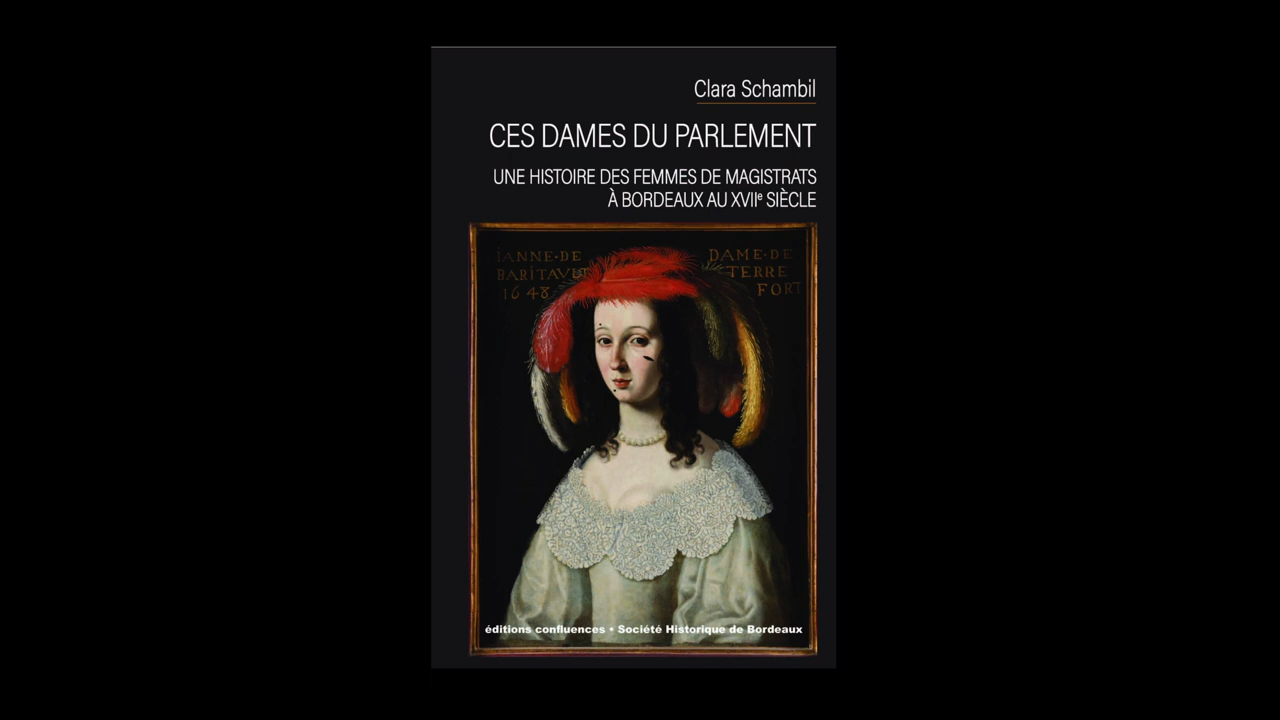 Clara Schambil
CES DAMES DU PARLEMENT
UNE HISTOIRE DES FEMMES DE MAGISTRATS
À BORDEAUX AU XVIIe SIÈCLE
IANNE·DE
BARITAVLT
1648
DAME·DE
TERRE
FORT
éditions confluences • Société Historique de Bordeaux